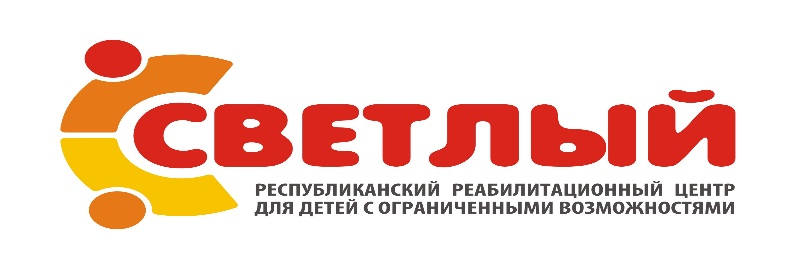 СВЕТЛЫЙ
РЕСПУБЛИКАНСКИЙ РЕАБИЛИТАЦИОННЫЙ ЦЕНТР
ДЛЯ ДЕТЕЙ С ОГРАНИЧЕННЫМИ ВОЗМОЖНОСТЯМИ